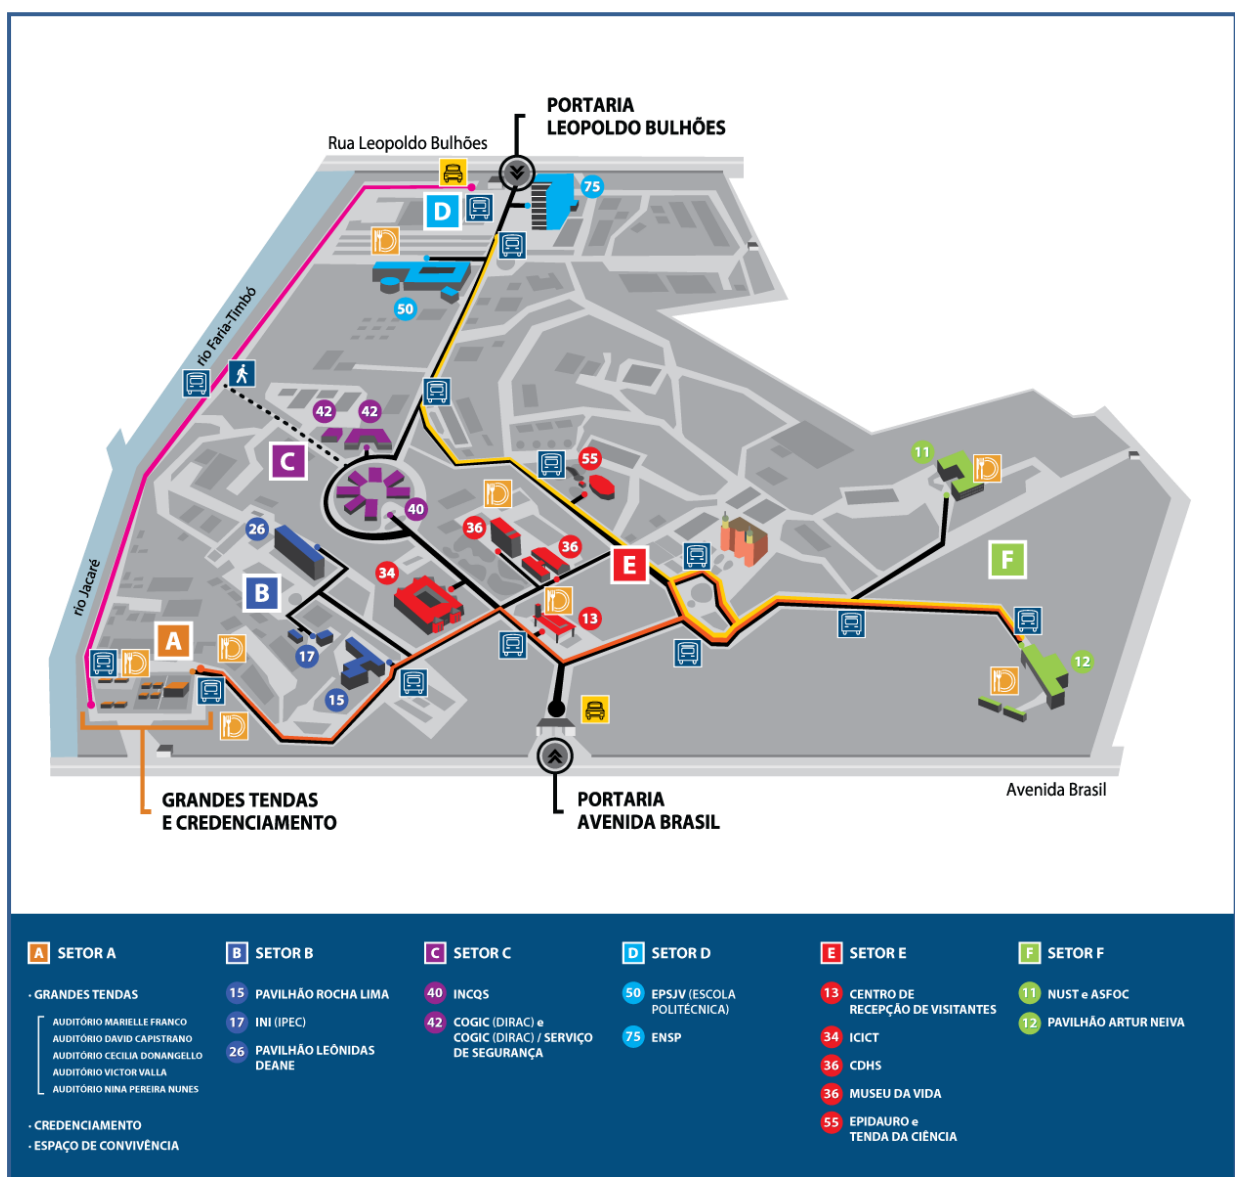 PORTARIA
LEOPOLDO BULHÕES
Rua Leopoldo Bulhões
75
D
50
rio Faria-Timbó
42
42
C
11
55
40
26
36
36
E
F
34
B
rio Jacaré
13
A
17
12
15
Avenida Brasil
GRANDES TENDAS
E CREDENCIAMENTO
PORTARIA
AVENIDA BRASIL
A SETOR A
· GRANDES TENDAS
AUDITÓRIO MARIELLE FRANCO
AUDITÓRIO DAVID CAPISTRANO
AUDITÓRIO CECILIA DONANGELLO
AUDITÓRIO VICTOR VALLA
AUDITÓRIO NINA PEREIRA NUNES
· CREDENCIAMENTO
· ESPAÇO DE CONVIVÊNCIA
B SETOR B
15 PAVILHÃO ROCHA LIMA
17 INI (IPEC)
26 PAVILHÃO LEÔNIDAS
DEANE
C SETOR C
40 INCQS
42 COGIC (DIRAC) e
COGIC (DIRAC) / SERVIÇO
DE SEGURANÇA
D SETOR D
50 EPSJV (ESCOLA
POLITÉCNICA)
75 ENSP
E SETOR E
13 CENTRO DE
RECEPÇÃO DE VISITANTES
34 ICICT
36 CDHS
36 MUSEU DA VIDA
55 EPIDAURO e
TENDA DA CIÊNCIA
F SETOR F
11 NUST e ASFOC
12 PAVILHÃO ARTUR NEIVA